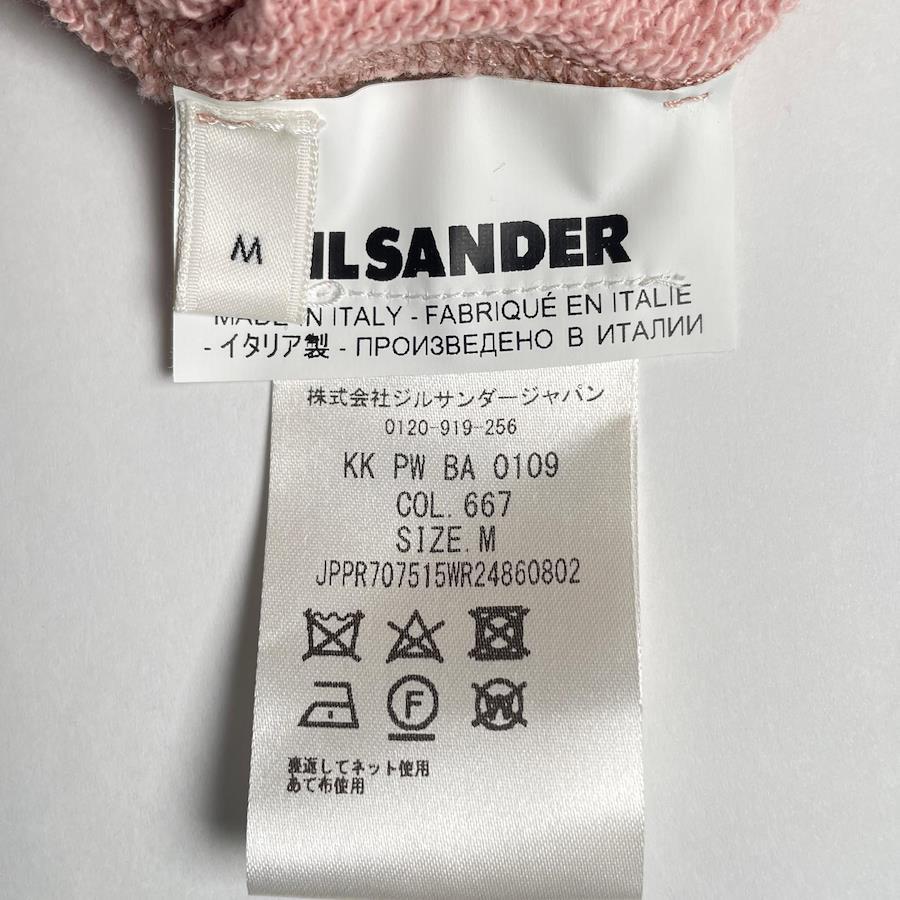 M
JIL SANDER
MADE IN ITALY - FABRIQUÉ EN ITALIE
- イタリア製 - ПРОИЗВЕДЕНО В ИТАЛИИ
株式会社ジルサンダージャパン
0120-919-256
KK PW BA 0109
COL. 667
SIZE. M
JPPR707515WR24860802
F
W
裏返してネット使用
あて布使用